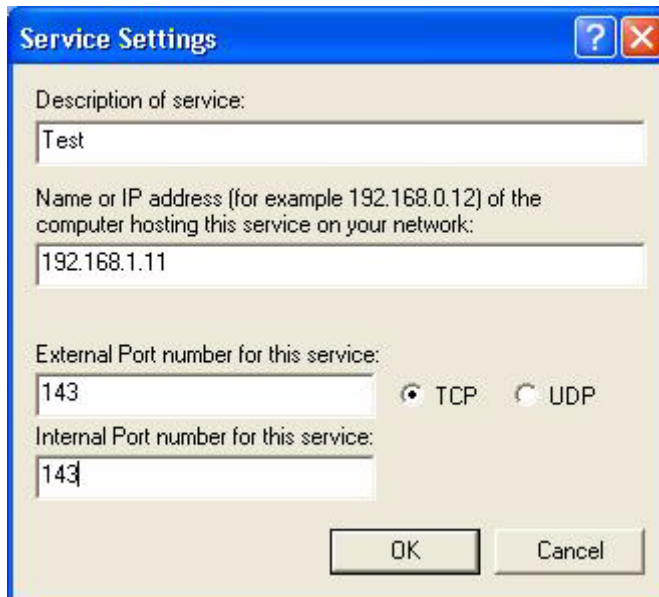 Service Settings
Description of service:
Test
Name or IP address (for example 192.168.0.12) of the
computer hosting this service on your network:
192.168.1.11
External Port number for this service:
143
TCP
UDP
Internal Port number for this service:
143
OK
Cancel